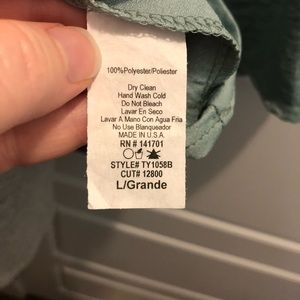 100%Polyester/Poliester
Dry Clean
Hand Wash Cold
Do Not Bleach
Lavar En Seco
Lavar A Mano Con Agua Fria
No Use Blanqueador
MADE IN U.S.A.
RN # 141701
STYLE# TY1058B
CUT# 12800
L/Grande